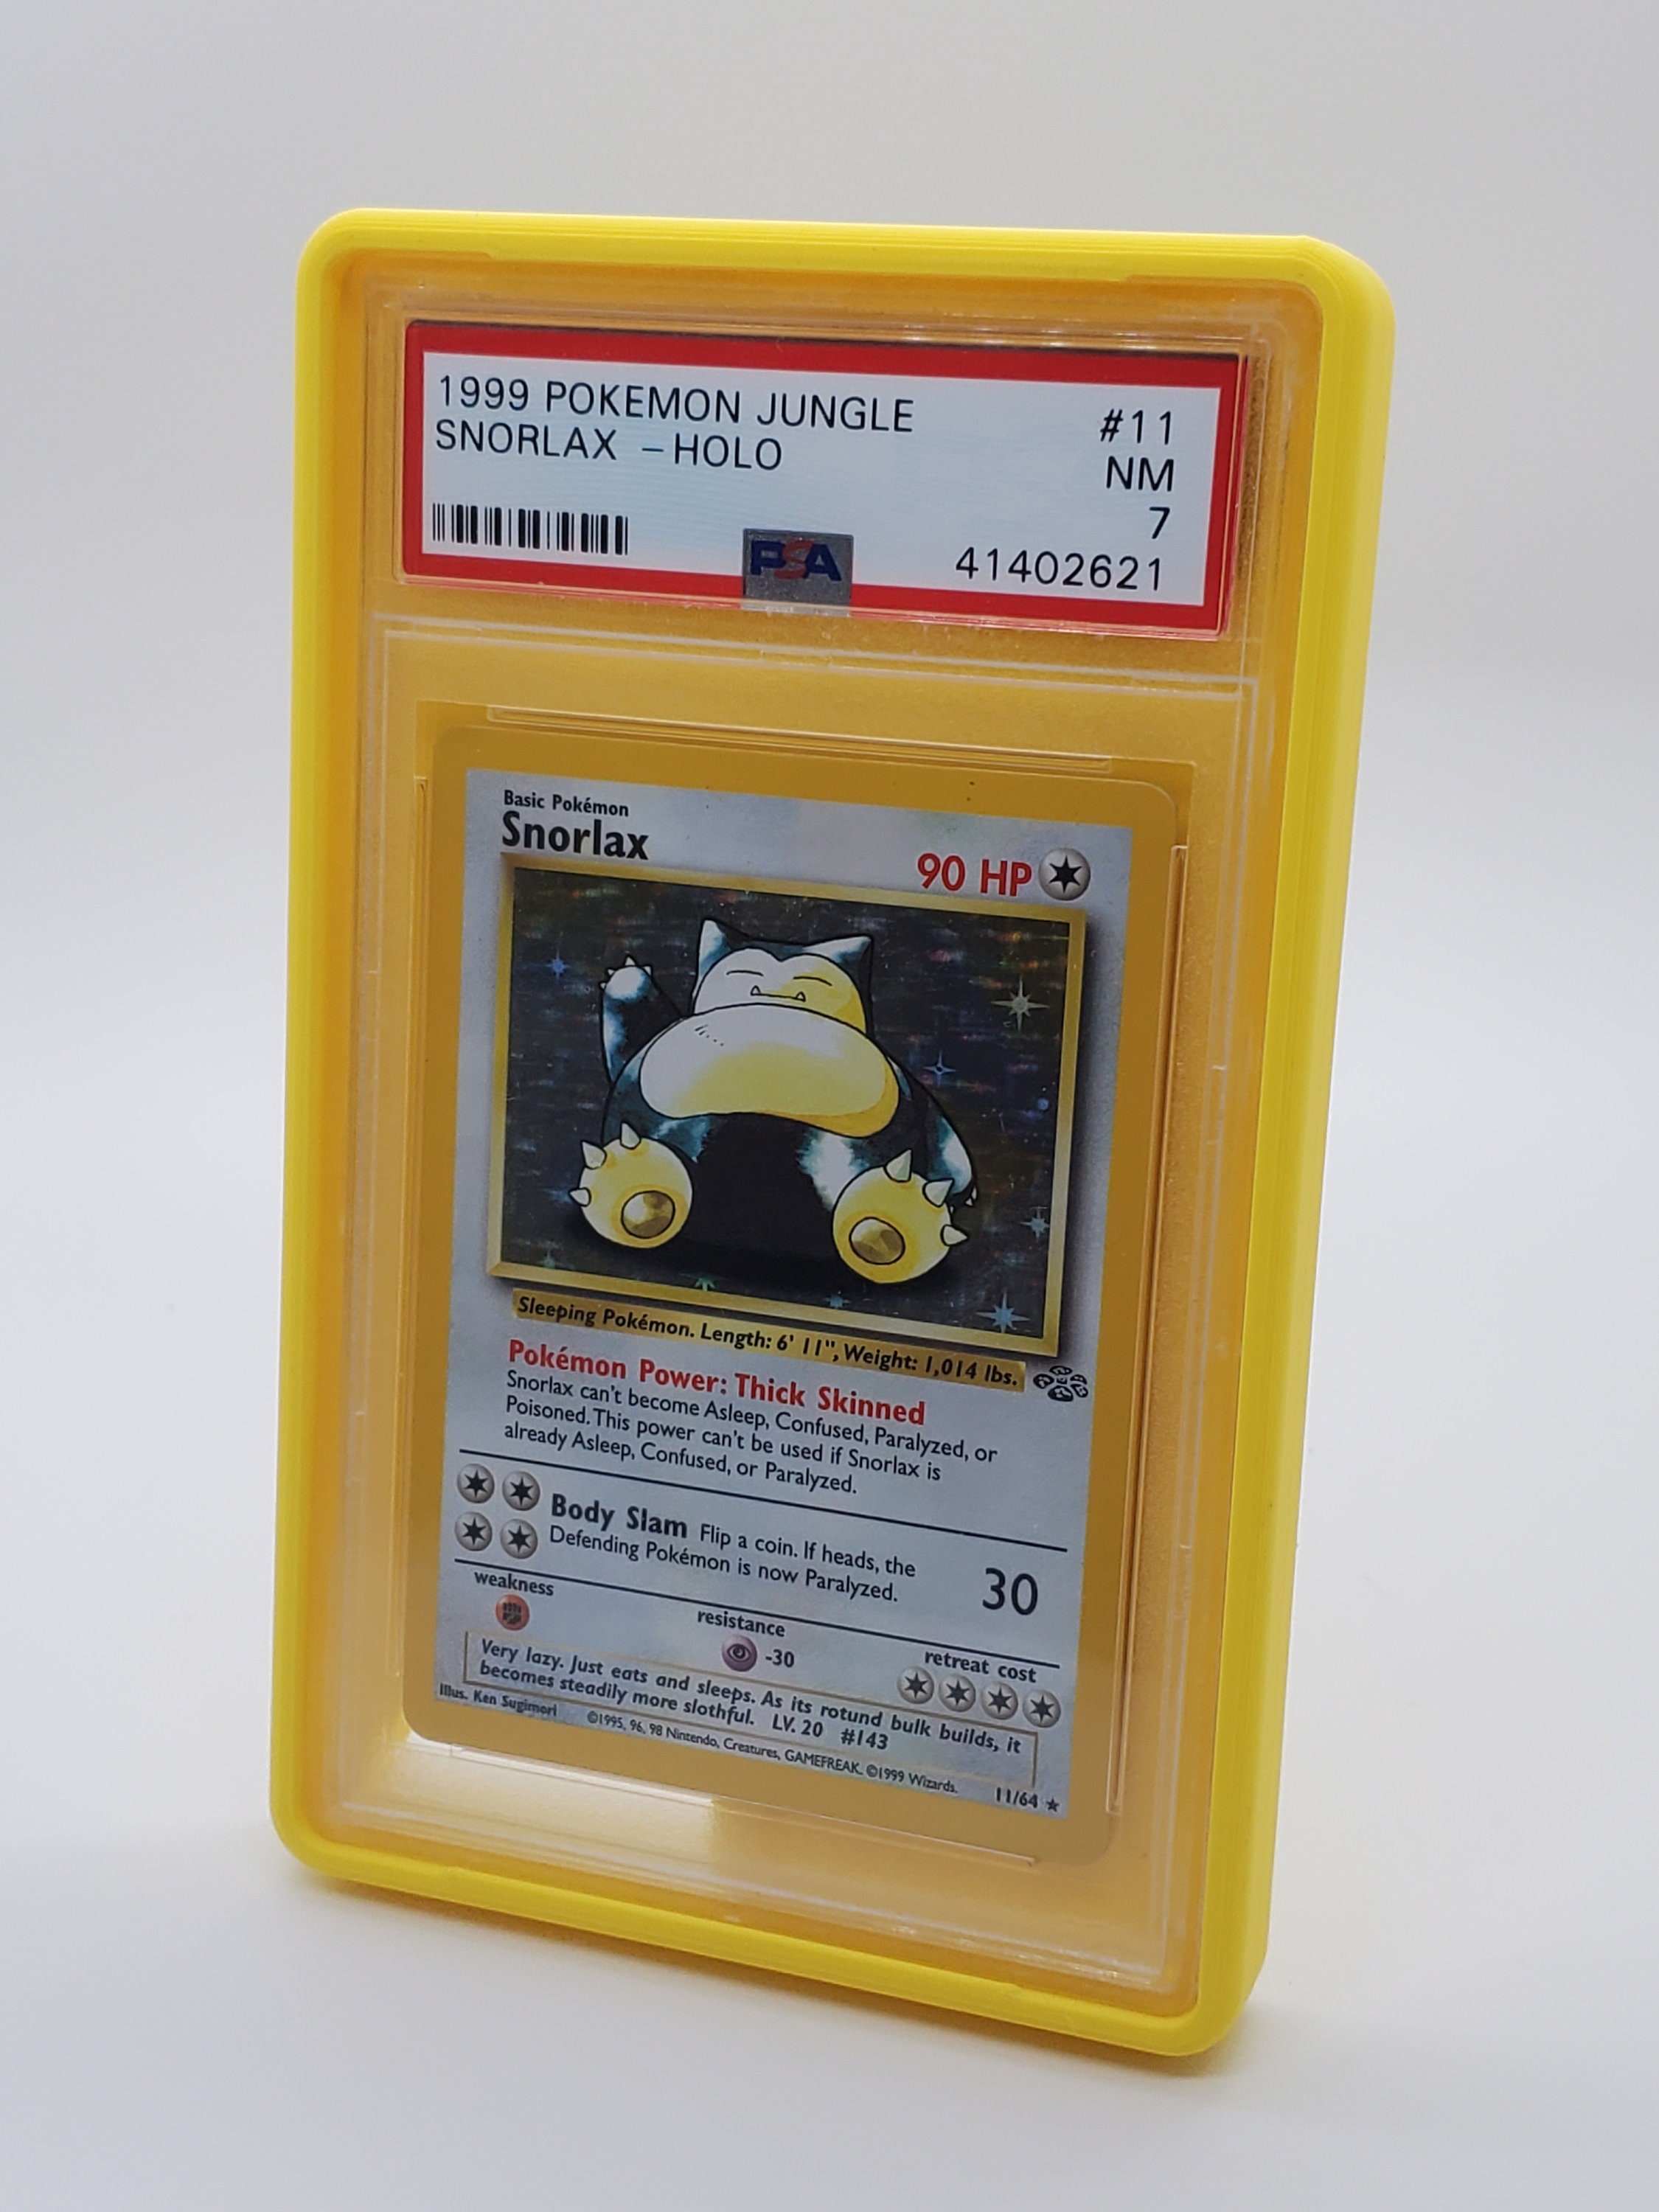 1999 POKEMON JUNGLE #11
SNORLAX -HOLO NM
7
PSA 41402621
Basic Pokémon
Snorlax 90 HP
Sleeping Pokémon. Length: 6' 11", Weight: 1,014 lbs.
Pokémon Power: Thick Skinned
Snorlax can't become Asleep, Confused, Paralyzed, or
Poisoned. This power can't be used if Snorlax is
already Asleep, Confused, or Paralyzed.
Body Slam Flip a coin. If heads, the
Defending Pokémon is now Paralyzed. 30
weakness
resistance
-30
retreat cost
Very lazy. Just eats and sleeps. As its rotund bulk builds, it
becomes steadily more slothful. LV. 20 #143
Illus. Ken Sugimori ©1995, 96, 98 Nintendo, Creatures, GAMEFREAK. ©1999 Wizards. 11/64 ★